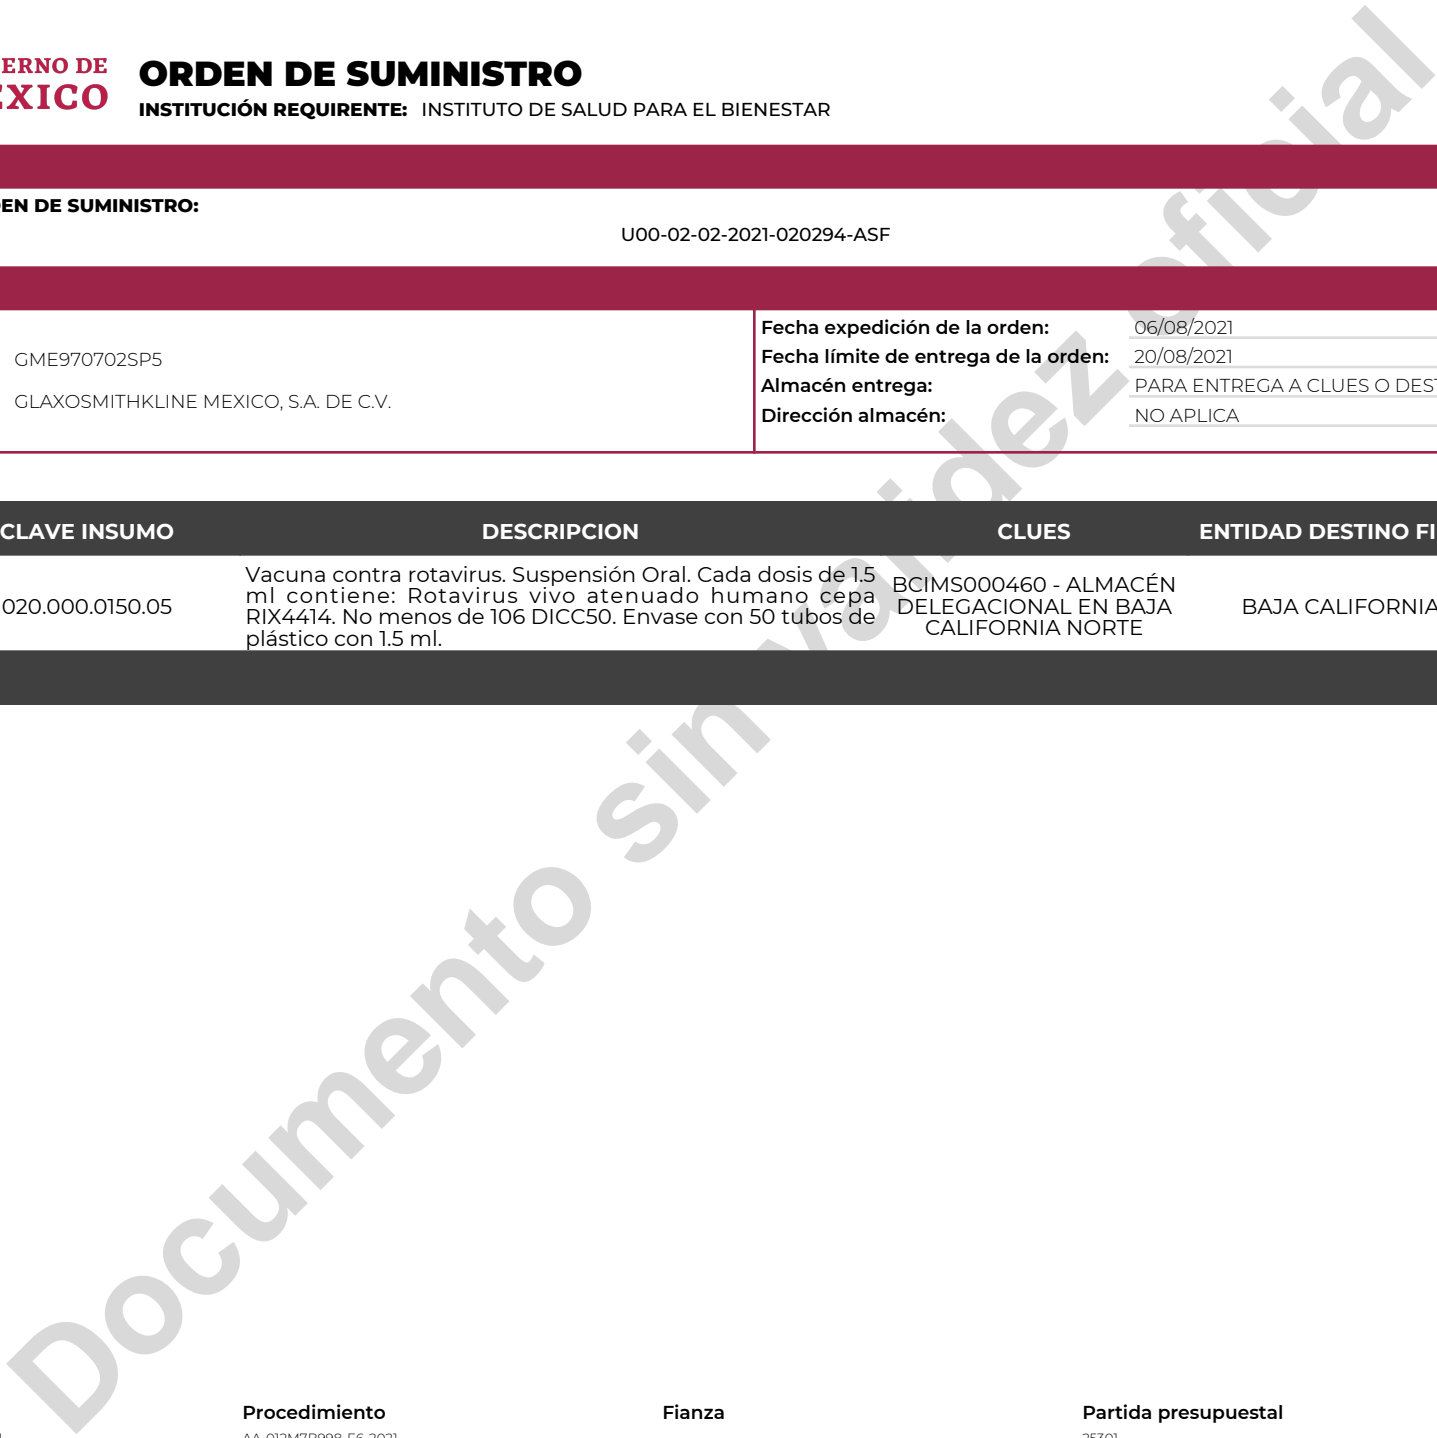 ERNO DE
EXICO
ORDEN DE SUMINISTRO
INSTITUCIÓN REQUIRENTE: INSTITUTO DE SALUD PARA EL BIENESTAR
EN DE SUMINISTRO:
U00-02-02-2021-020294-ASF
GME970702SP5
GLAXOSMITHKLINE MEXICO, S.A. DE C.V.
Fecha expedición de la orden: 06/08/2021
Fecha límite de entrega de la orden: 20/08/2021
Almacén entrega: PARA ENTREGA A CLUES O DEST
Dirección almacén: NO APLICA
CLAVE INSUMO DESCRIPCION CLUES ENTIDAD DESTINO FI
020.000.0150.05
Vacuna contra rotavirus. Suspensión Oral. Cada dosis de 1.5
ml contiene: Rotavirus vivo atenuado humano cepa
RIX4414. No menos de 106 DICC50. Envase con 50 tubos de
plástico con 1.5 ml.
BCIMS000460 - ALMACÉN
DELEGACIONAL EN BAJA
CALIFORNIA NORTE
BAJA CALIFORNIA
Documento sin validez oficial
Procedimiento Fianza Partida presupuestal